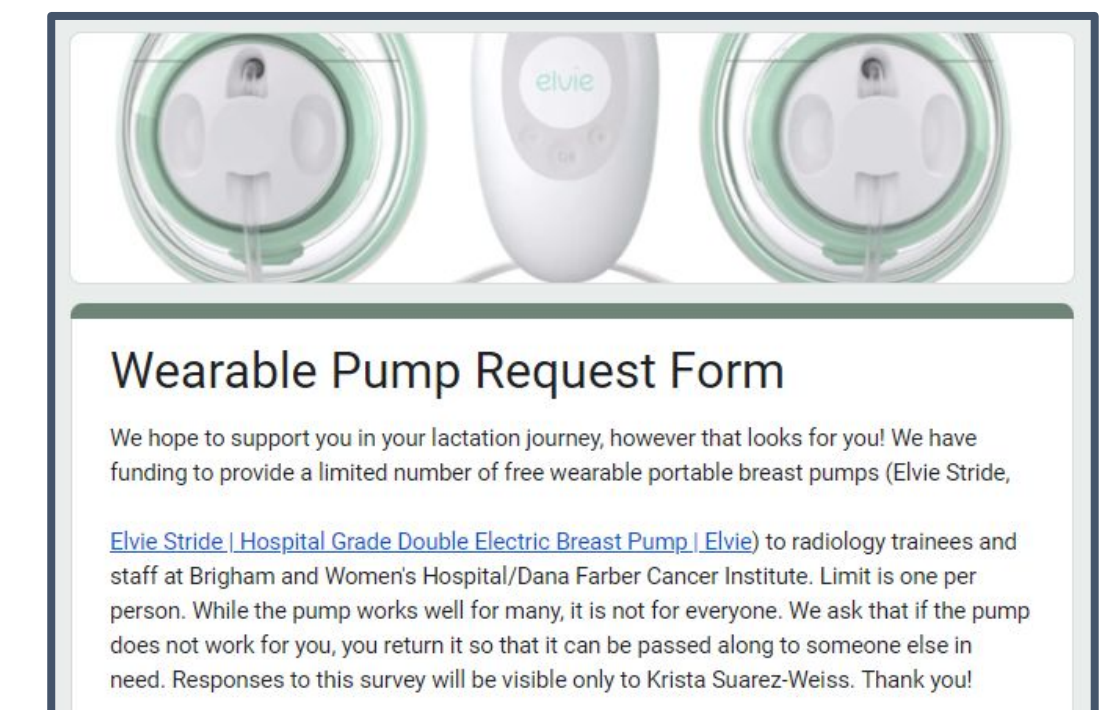 elvie
Wearable Pump Request Form
We hope to support you in your lactation journey, however that looks for you! We have
funding to provide a limited number of free wearable portable breast pumps (Elvie Stride,
Elvie Stride | Hospital Grade Double Electric Breast Pump | Elvie) to radiology trainees and
staff at Brigham and Women's Hospital/Dana Farber Cancer Institute. Limit is one per
person. While the pump works well for many, it is not for everyone. We ask that if the pump
does not work for you, you return it so that it can be passed along to someone else in
need. Responses to this survey will be visible only to Krista Suarez-Weiss. Thank you!